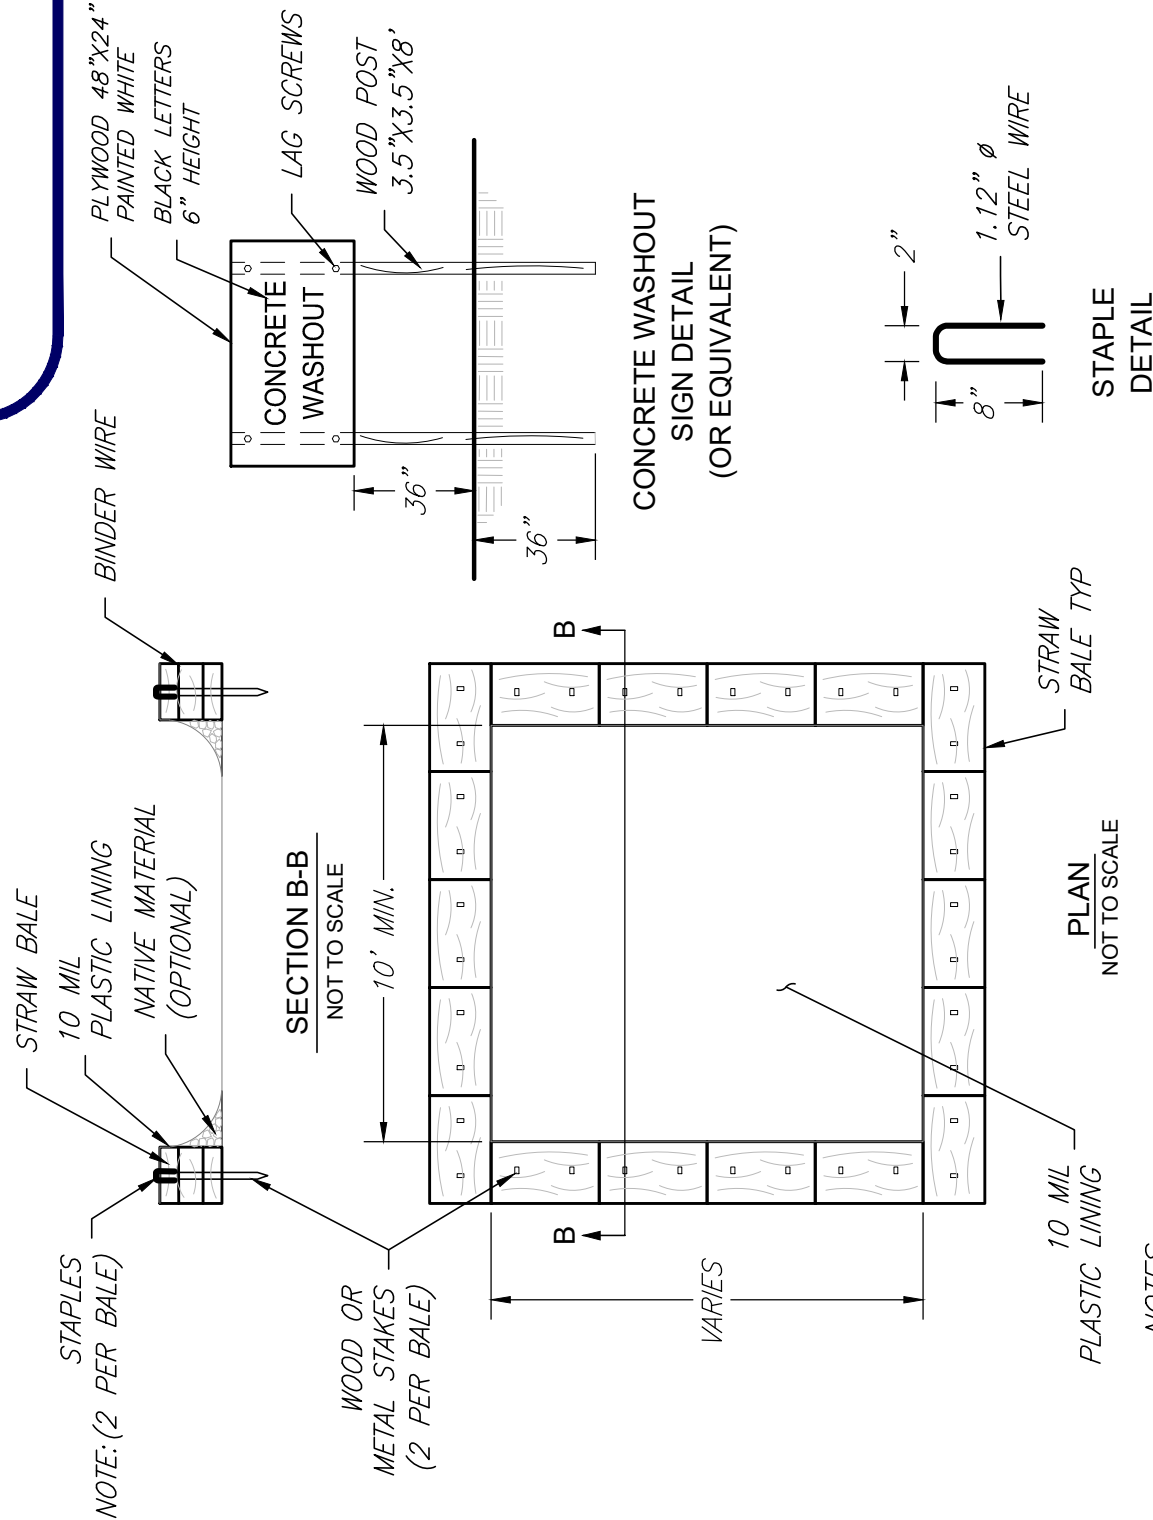 STRAW BALE
10 MIL
PLASTIC LINING
NATIVE MATERIAL
(OPTIONAL)
STAPLES
NOTE:(2 PER BALE)
BINDER WIRE
SECTION B-B
NOT TO SCALE
WOOD OR
METAL STAKES
(2 PER BALE)
10' MIN.
B
B
VARIES
STRAW
BALE TYP
10 MIL
PLASTIC LINING
PLAN
NOT TO SCALE
PLYWOOD 48"X24"
PAINTED WHITE
BLACK LETTERS
6" HEIGHT
LAG SCREWS
WOOD POST
3.5"X3.5"X8'
CONCRETE
WASHOUT
36"
36"
CONCRETE WASHOUT
SIGN DETAIL
(OR EQUIVALENT)
2"
8"
1.12" Ø
STEEL WIRE
STAPLE
DETAIL
NOTES